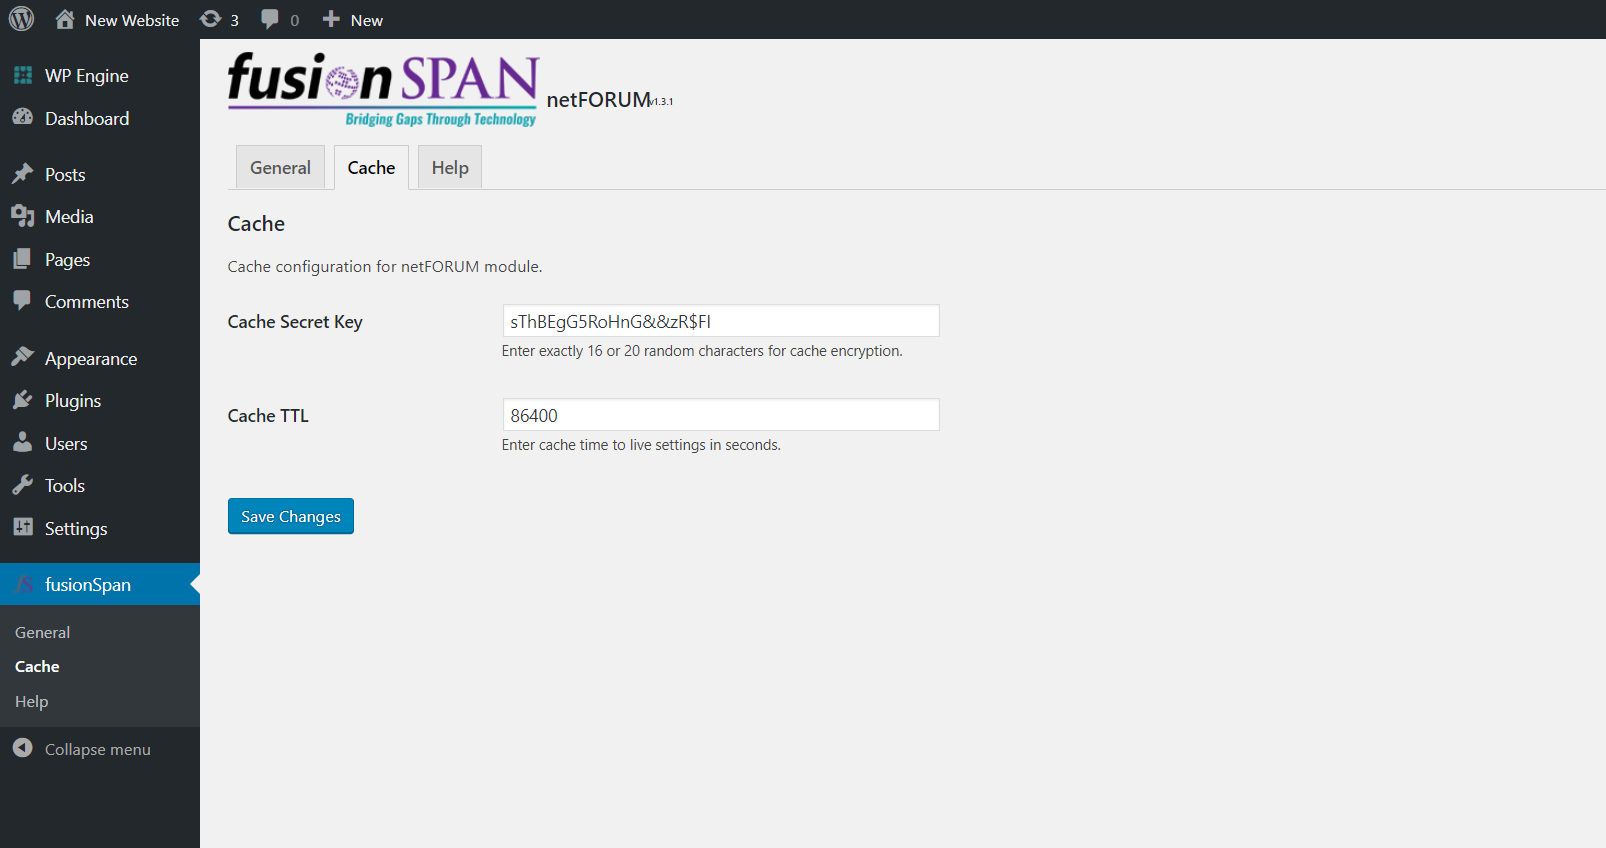 New Website 3 0 New
WP Engine
Dashboard
Posts
Media
Pages
Comments
Appearance
Plugins
Users
Tools
Settings
fusionSpan
General
Cache
Help
Collapse menu
fusion SPAN
Bridging Gaps Through Technology
netFORUM v1.3.1
General Cache Help
Cache
Cache configuration for netFORUM module.
Cache Secret Key sThBEgG5RoHnG&&zR$FI
Enter exactly 16 or 20 random characters for cache encryption.
Cache TTL 86400
Enter cache time to live settings in seconds.
Save Changes